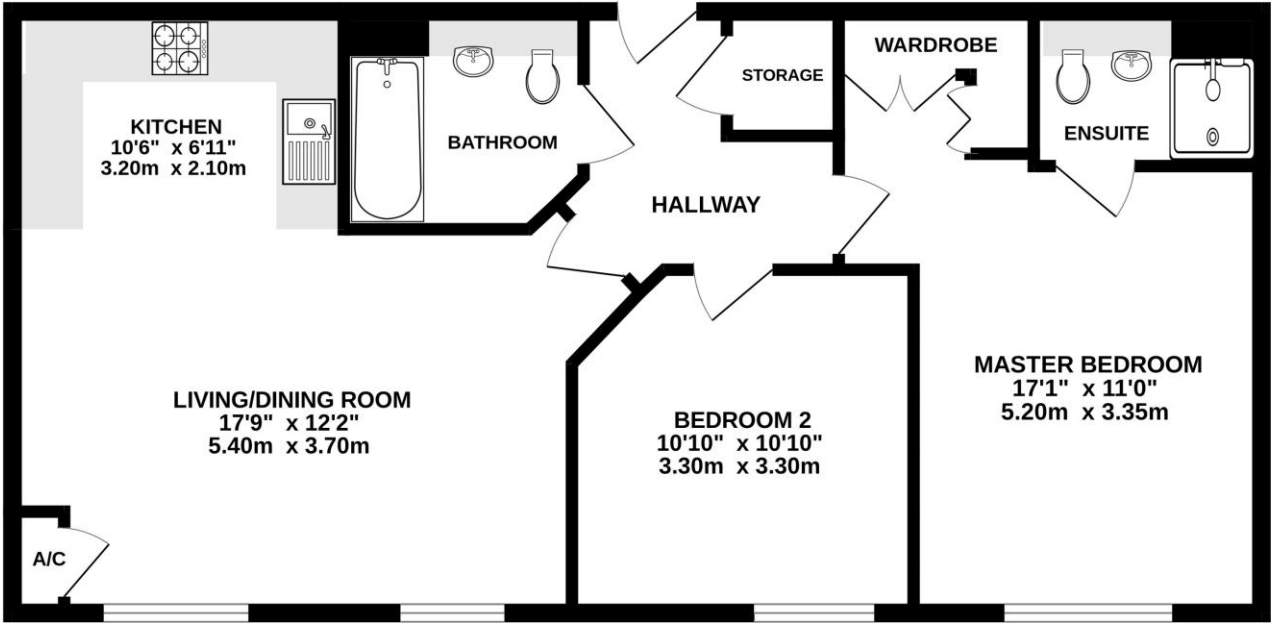 KITCHEN
10'6" x 6'11"
3.20m x 2.10m
BATHROOM
STORAGE
WARDROBE
ENSUITE
HALLWAY
LIVING/DINING ROOM
17'9" x 12'2"
5.40m x 3.70m
BEDROOM 2
10'10" x 10'10"
3.30m x 3.30m
MASTER BEDROOM
17'1" x 11'0"
5.20m x 3.35m
A/C